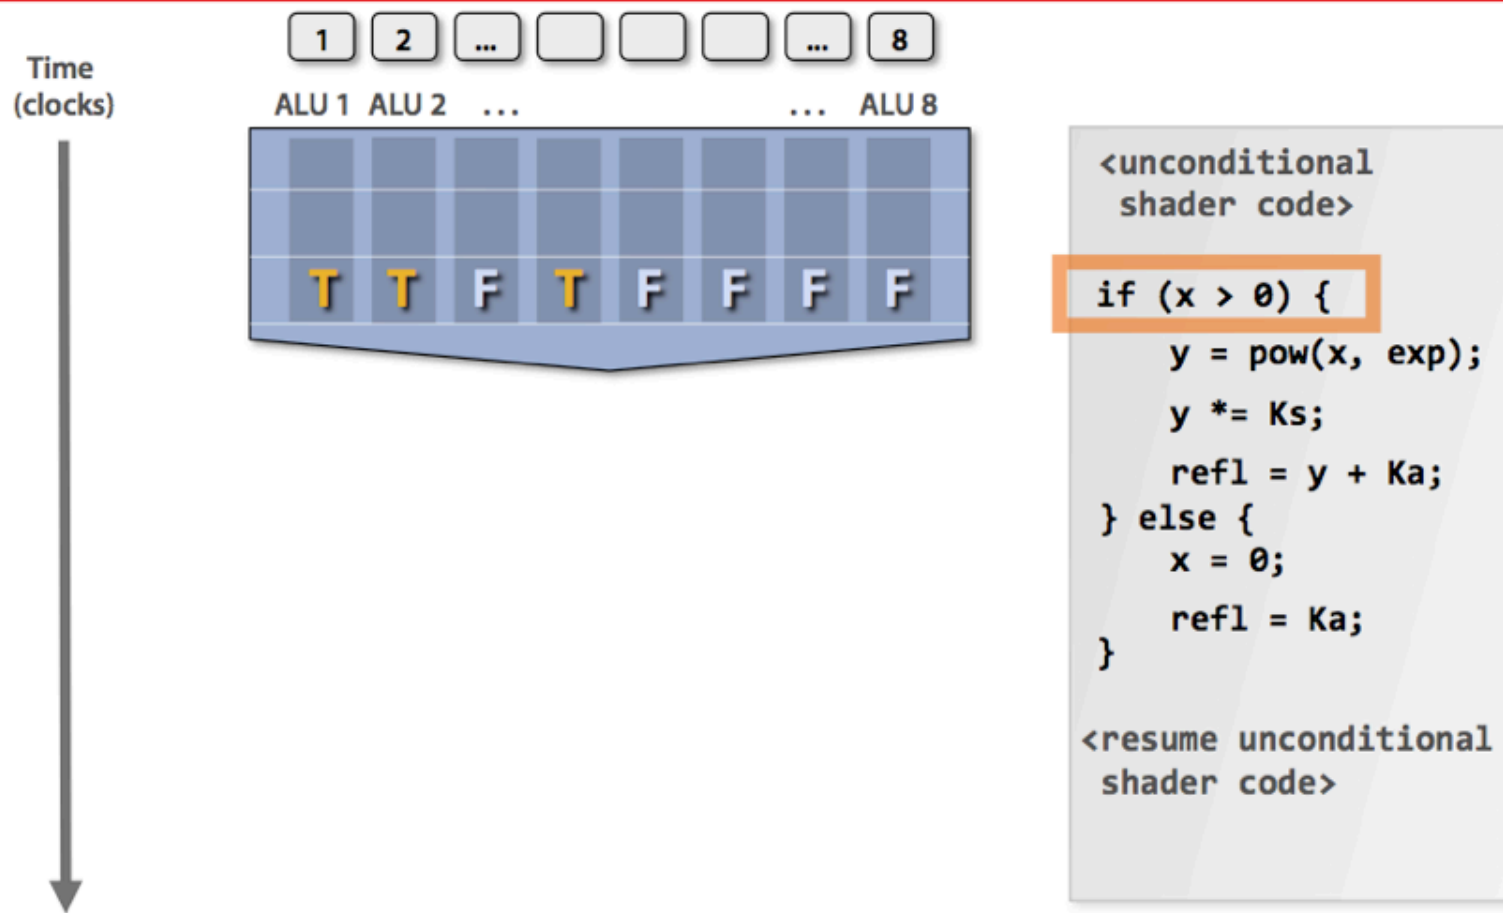 1 2 ... ... 8
Time
(clocks)
ALU 1 ALU 2 ... ... ALU 8
T T F T F F F F
<unconditional
shader code>
if (x > 0) {
y = pow(x, exp);
y *= Ks;
refl = y + Ka;
} else {
x = 0;
refl = Ka;
}
<resume unconditional
shader code>